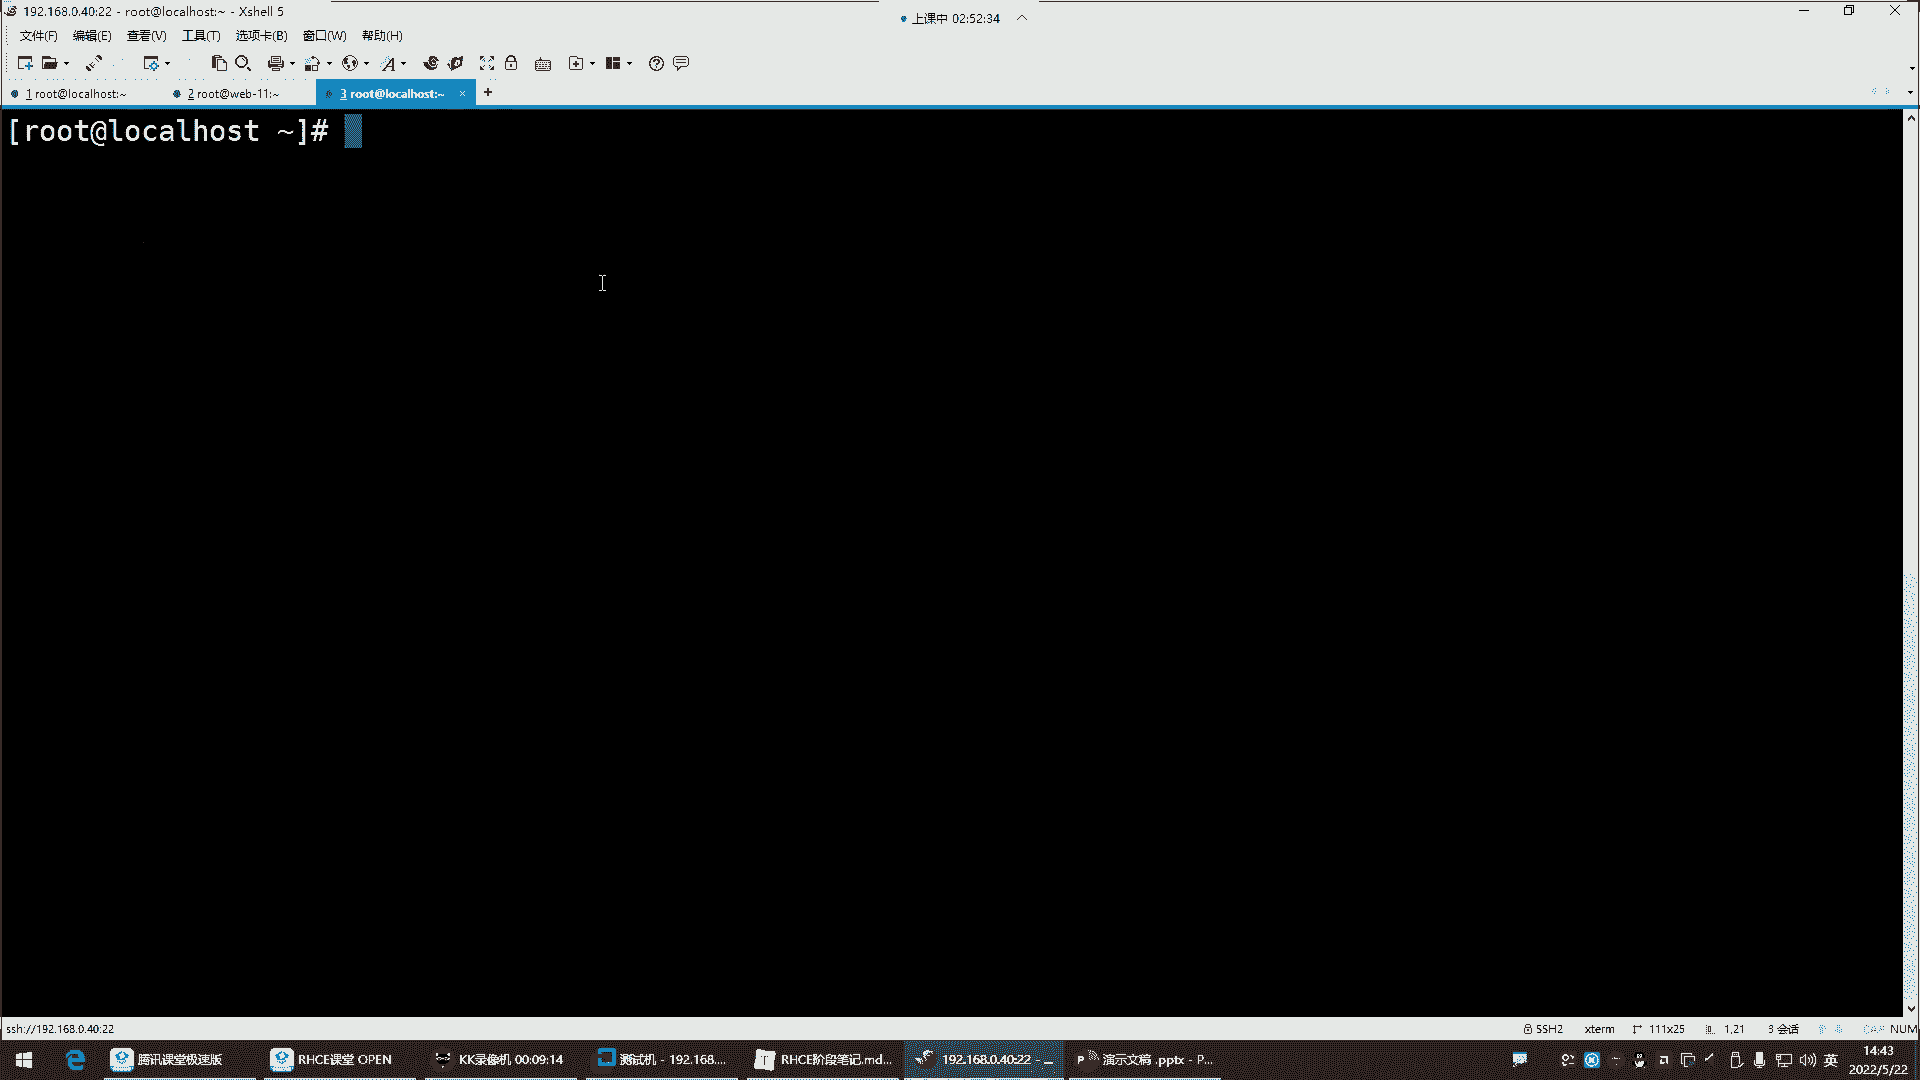 192.168.0.40:22 - root@localhost:~ - Xshell 5
上课中 02:52:34
文件(F) 编辑(E) 查看(V) 工具(T) 选项卡(B) 窗口(W) 帮助(H)
1 root@localhost:~ 2 root@web-11:~ 3 root@localhost:~ × +
[root@localhost ~]#
ssh://192.168.0.40:22 SSH2 xterm 111x25 1,21 3 会话 CAP NUM
腾讯课堂极速版 RHCE课堂 OPEN KK录像机 00:09:14 测试机 - 192.168.... RHCE阶段笔记.md... 192.168.0.40:22 - ... 演示文稿 .pptx - P... 英 14:43
2022/5/22